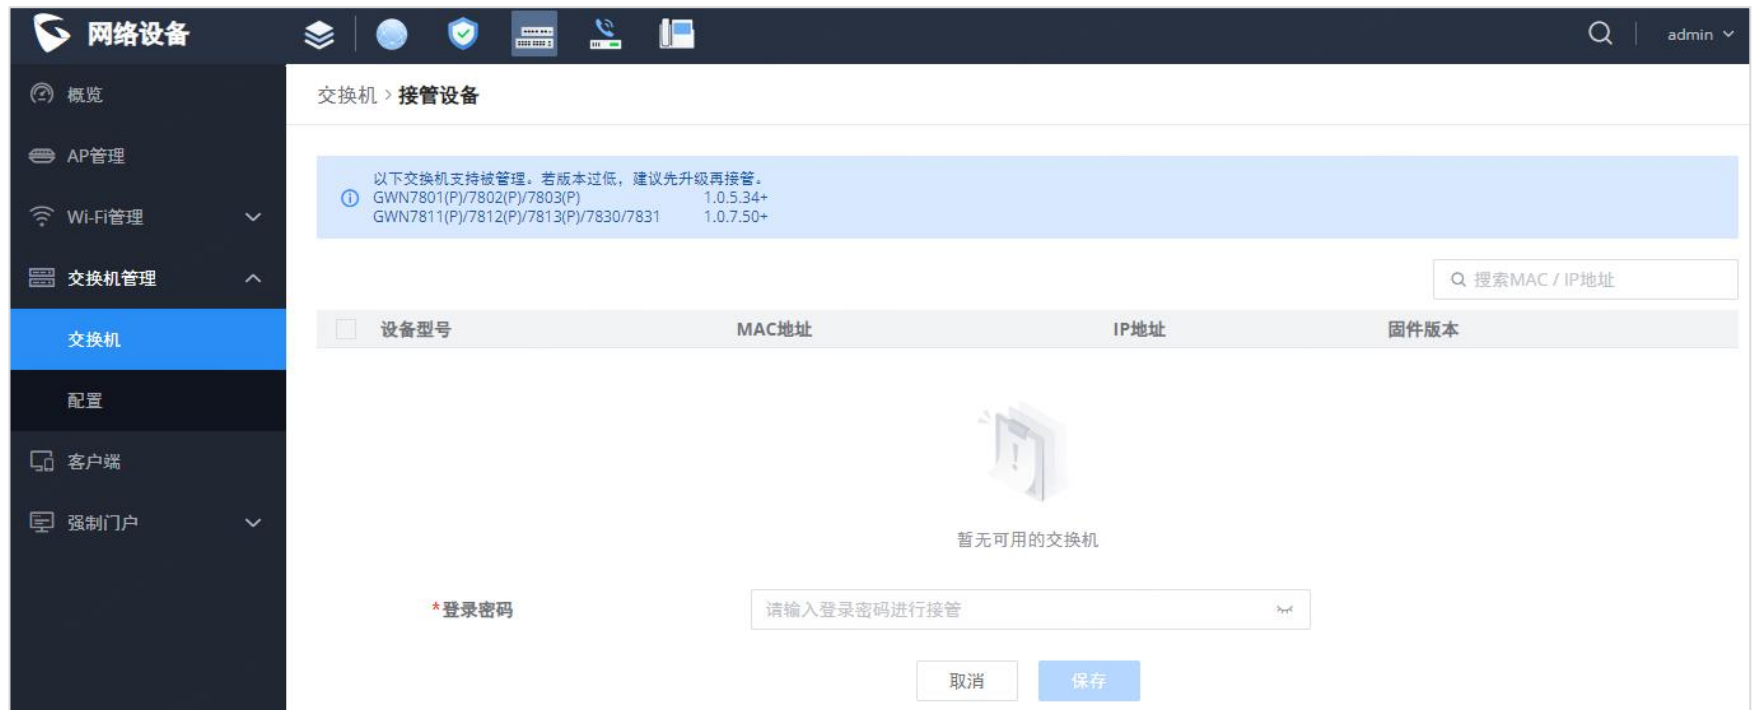 网络设备
admin
概览
AP管理
Wi-Fi管理
交换机管理
交换机
配置
客户端
强制门户
交换机 > 接管设备
以下交换机支持被管理。若版本过低，建议先升级再接管。
GWN7801(P)/7802(P)/7803(P) 1.0.5.34+
GWN7811(P)/7812(P)/7813(P)/7830/7831 1.0.7.50+
搜索MAC / IP地址
设备型号 MAC地址 IP地址 固件版本
暂无可用的交换机
*登录密码 请输入登录密码进行接管
取消 保存